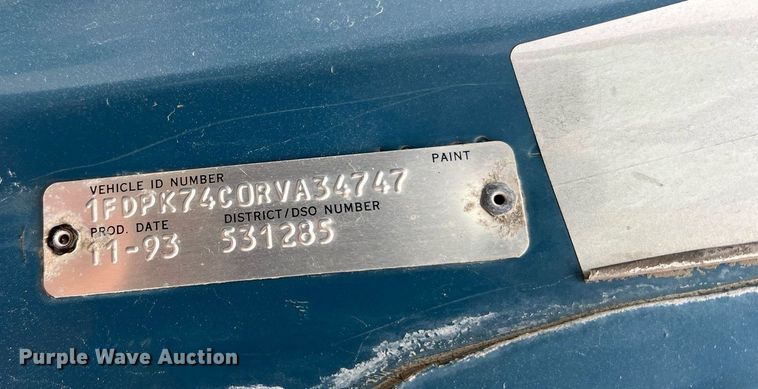 VEHICLE ID NUMBER
PAINT
1FDPK74C0RVA34747
PROD. DATE DISTRICT/DSO NUMBER
11-93 531285
Purple Wave Auction